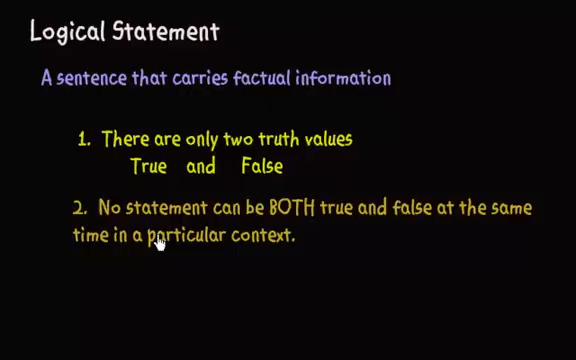 Logical Statement
A sentence that carries factual information
1. There are only two truth values
True and False
2. No statement can be BOTH true and false at the same
time in a particular context.